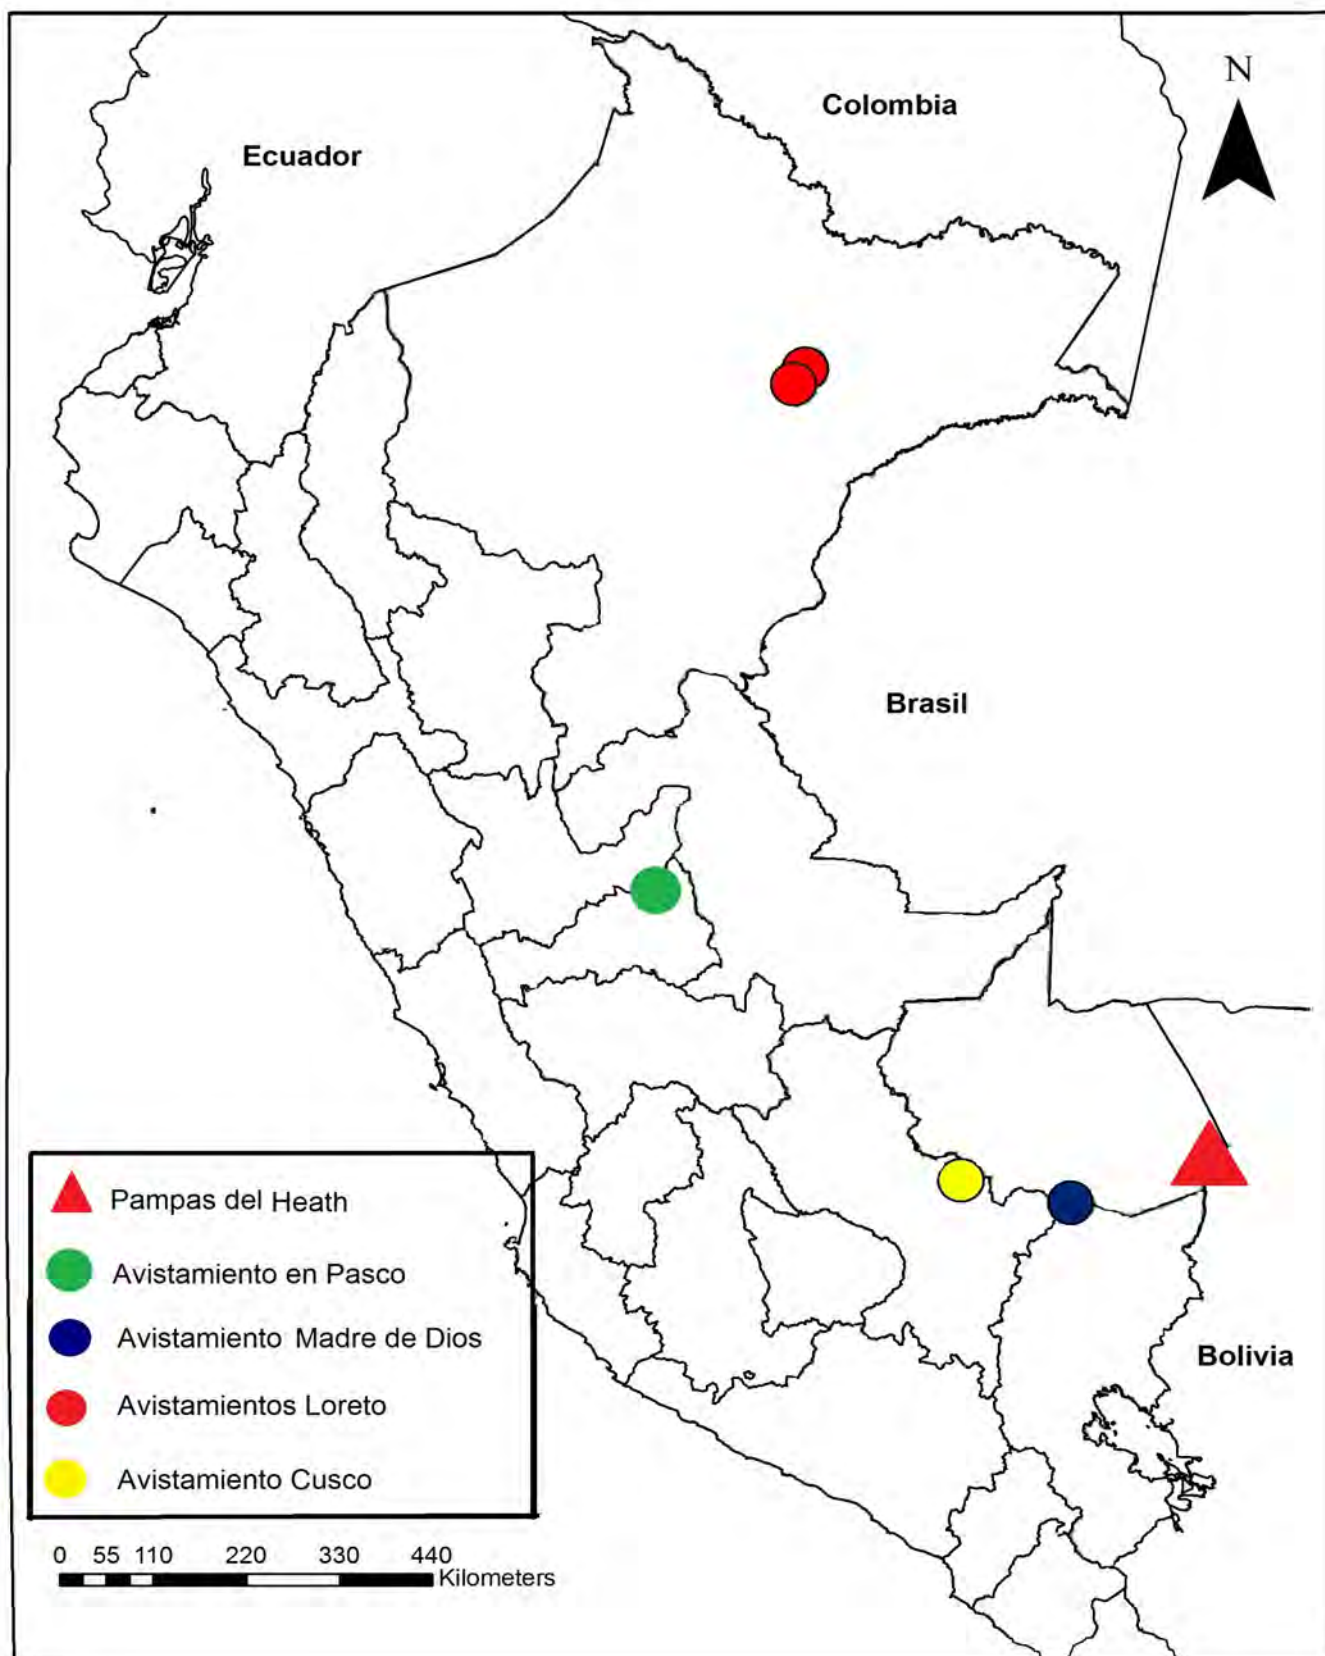 N
Colombia
Ecuador
Brasil
Pampas del Heath
Avistamiento en Pasco
Avistamiento Madre de Dios
Bolivia
Avistamientos Loreto
Avistamiento Cusco
0 55 110 220 330 440
Kilometers